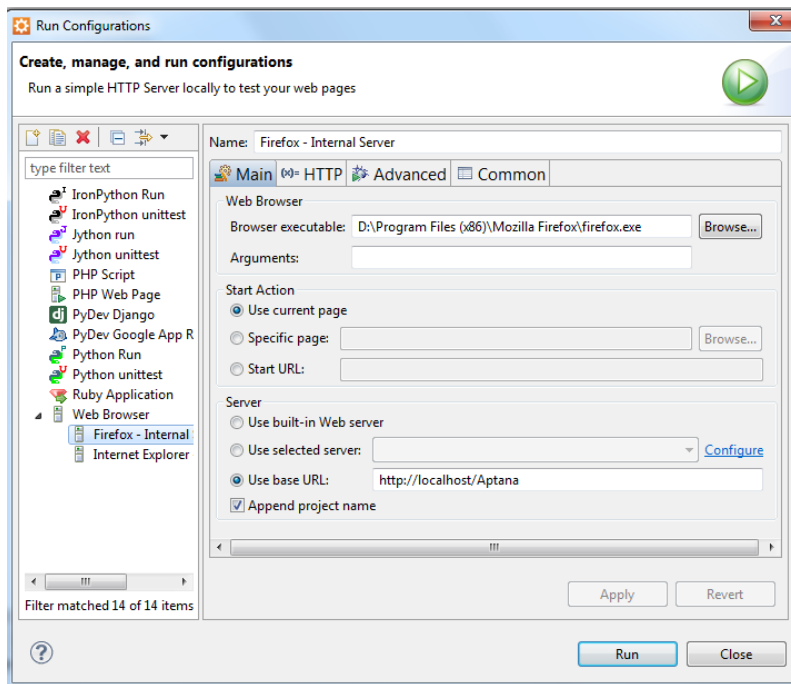 Run Configurations
Create, manage, and run configurations
Run a simple HTTP Server locally to test your web pages
type filter text
IronPython Run
IronPython unittest
Jython run
Jython unittest
PHP Script
PHP Web Page
PyDev Django
PyDev Google App R
Python Run
Python unittest
Ruby Application
Web Browser
Firefox - Internal
Internet Explorer
Filter matched 14 of 14 items
Name: Firefox - Internal Server
Main HTTP Advanced Common
Web Browser
Browser executable: D:\Program Files (x86)\Mozilla Firefox\firefox.exe Browse...
Arguments:
Start Action
Use current page
Specific page: Browse...
Start URL:
Server
Use built-in Web server
Use selected server: Configure
Use base URL: http://localhost/Aptana
Append project name
Apply Revert
Run Close